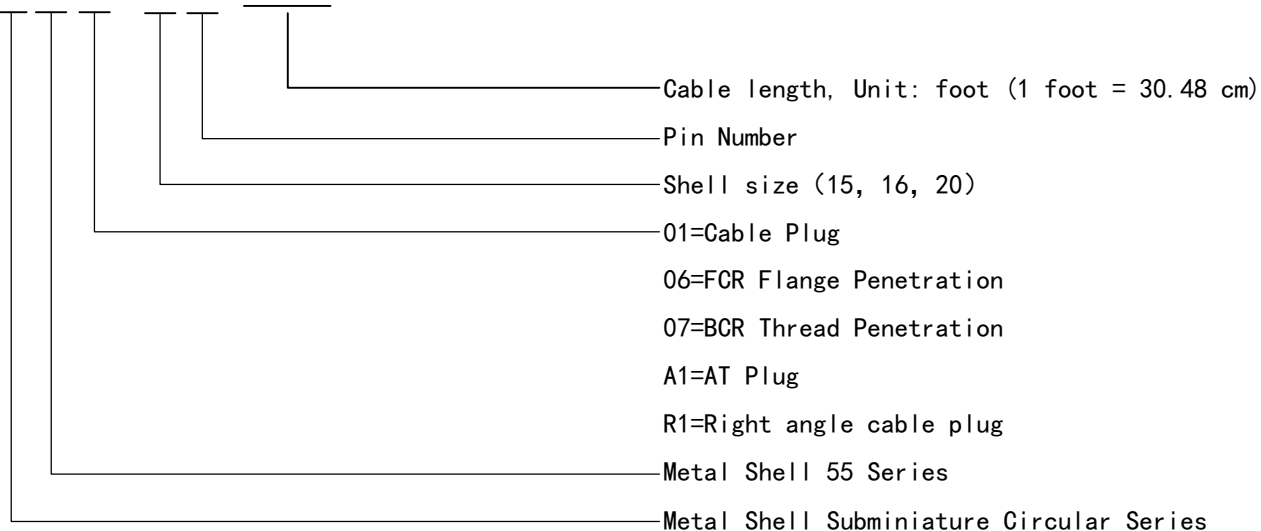 Cable length, Unit: foot (1 foot = 30.48 cm)
Pin Number
Shell size (15, 16, 20)
01=Cable Plug
06=FCR Flange Penetration
07=BCR Thread Penetration
A1=AT Plug
R1=Right angle cable plug
Metal Shell 55 Series
Metal Shell Subminiature Circular Series